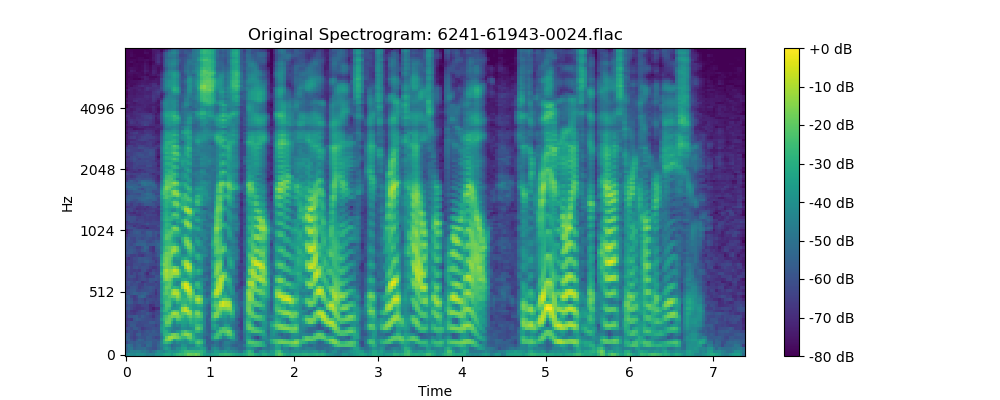 Original Spectrogram: 6241-61943-0024.flac
Hz
4096
2048
1024
512
0
0 1 2 3 4 5 6 7
Time
+0 dB
-10 dB
-20 dB
-30 dB
-40 dB
-50 dB
-60 dB
-70 dB
-80 dB